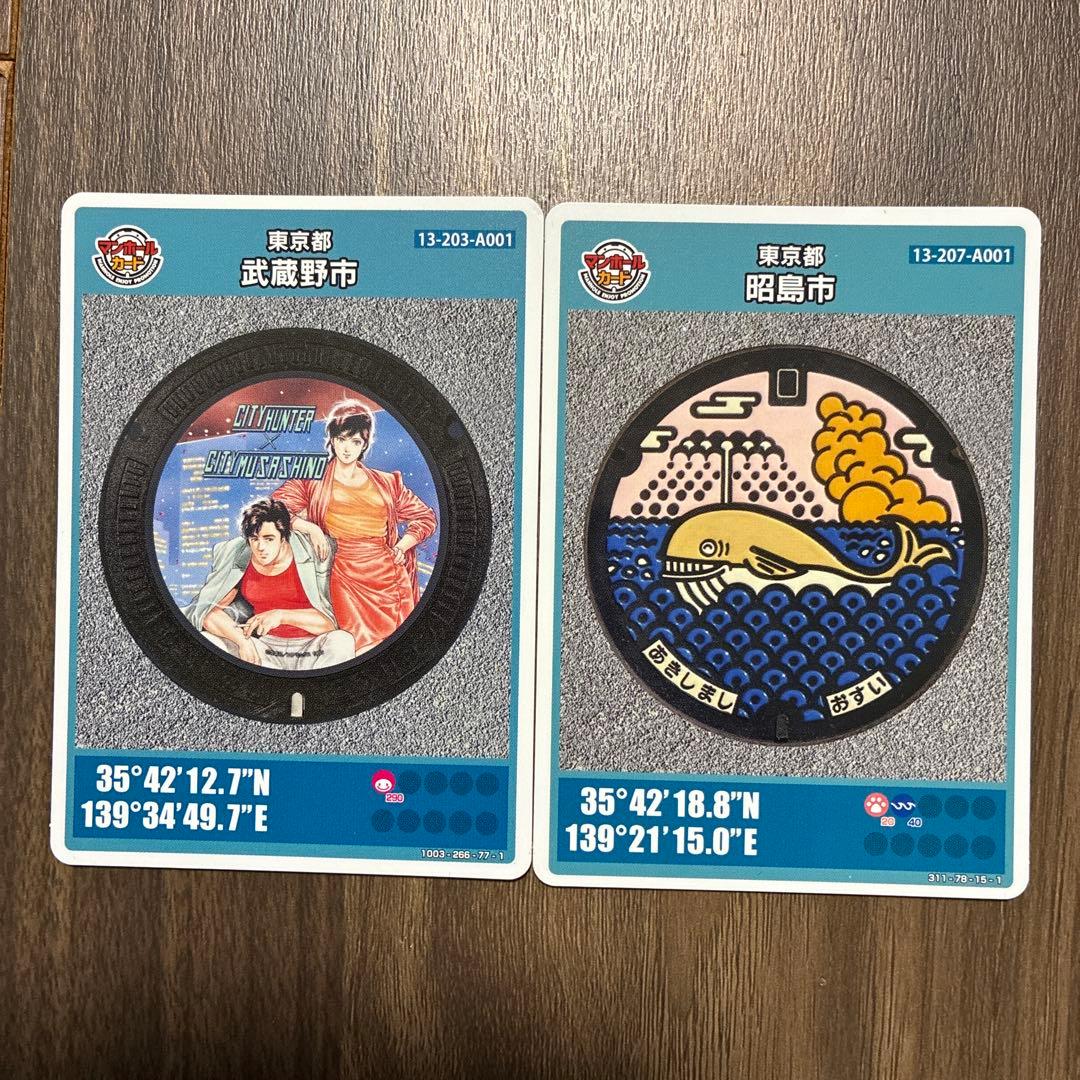 マンホール
カード
東京都
武蔵野市
13-203-A001
CITY HUNTER
×
CITY MUSASHINO
35°42'12.7"N
139°34'49.7"E
290
1003-266-77-1
マンホール
カード
東京都
昭島市
13-207-A001
あきしまし
おすい
35°42'18.8"N
139°21'15.0"E
26
40
311-78-15-1